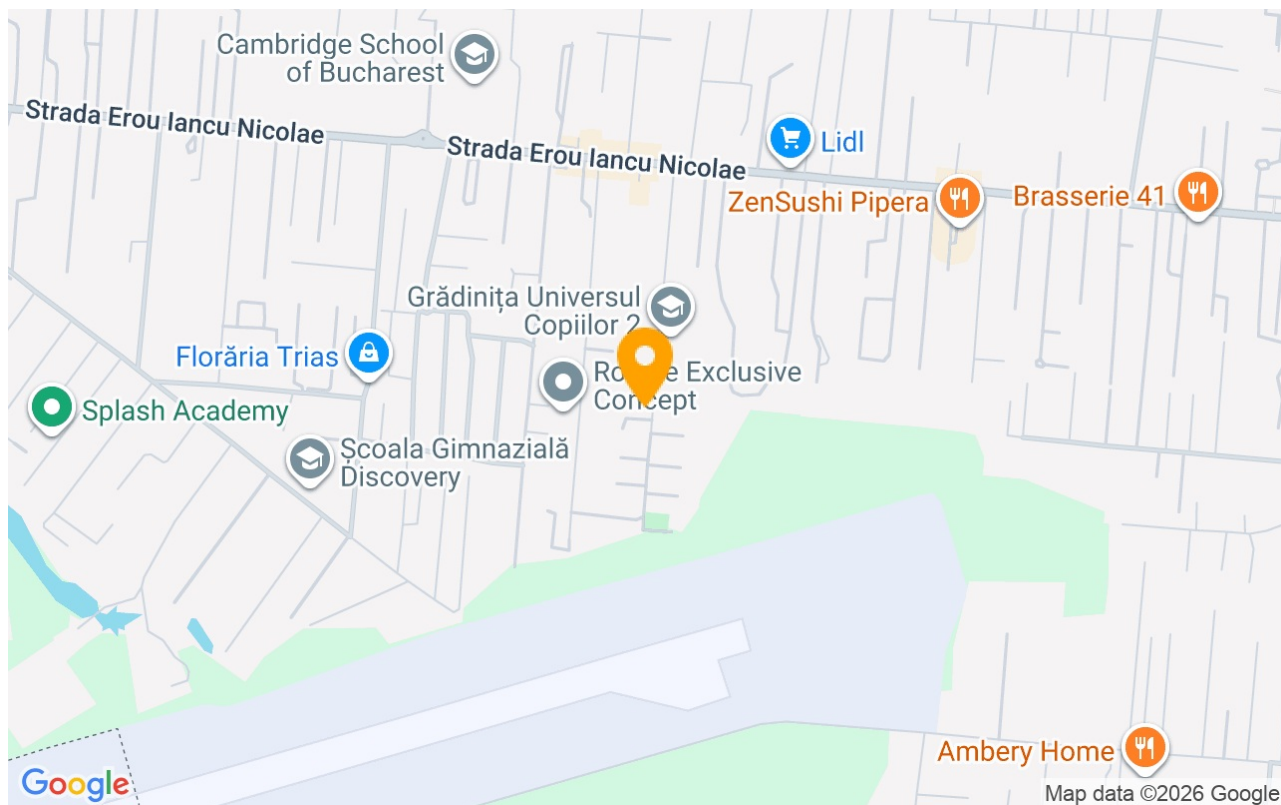 Cambridge School
of Bucharest
Strada Erou Iancu Nicolae
Strada Erou Iancu Nicolae
Lidl
ZenSushi Pipera
Brasserie 41
Grădinița Universul
Copiilor 2
Florăria Trias
Exclusive
Concept
Splash Academy
Școala Gimnazială
Discovery
Ambery Home
Google
Map data ©2026 Google